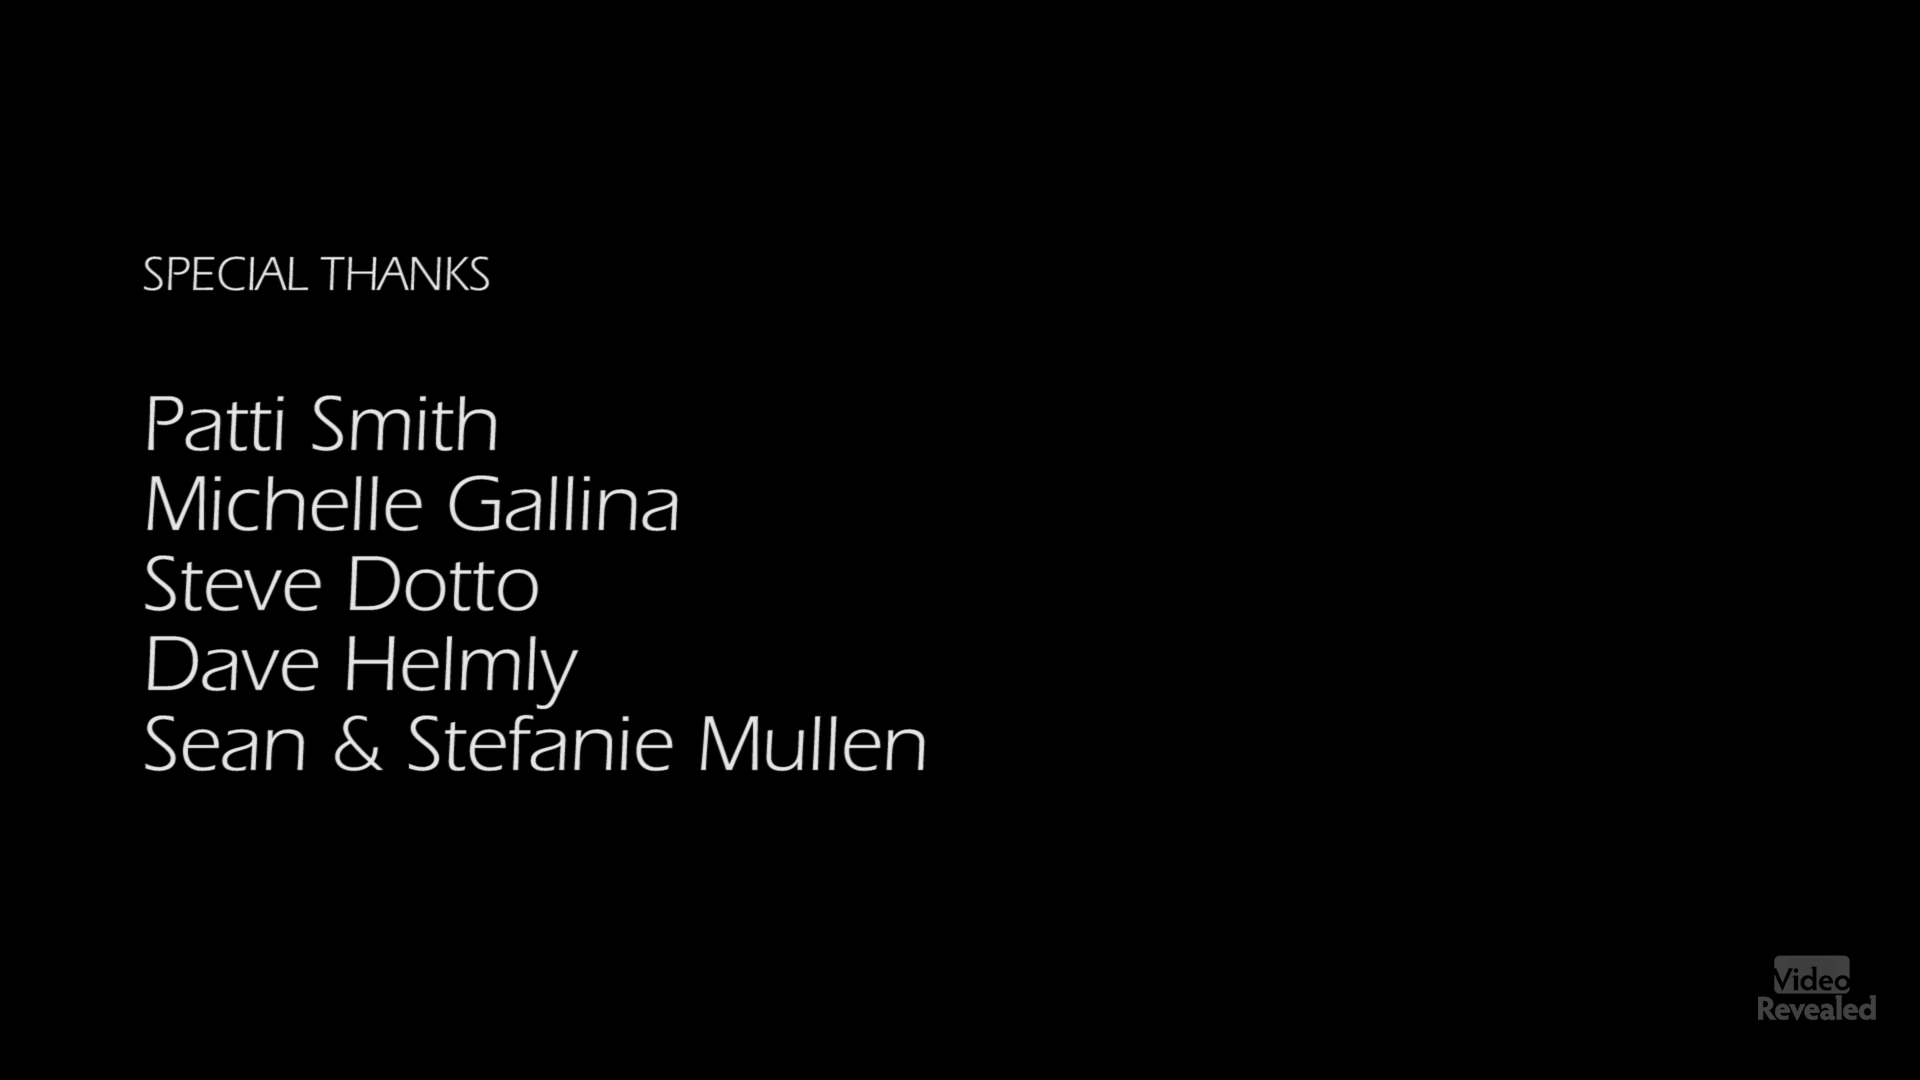 SPECIAL THANKS
Patti Smith
Michelle Gallina
Steve Dotto
Dave Helmly
Sean & Stefanie Mullen
Video
Revealed